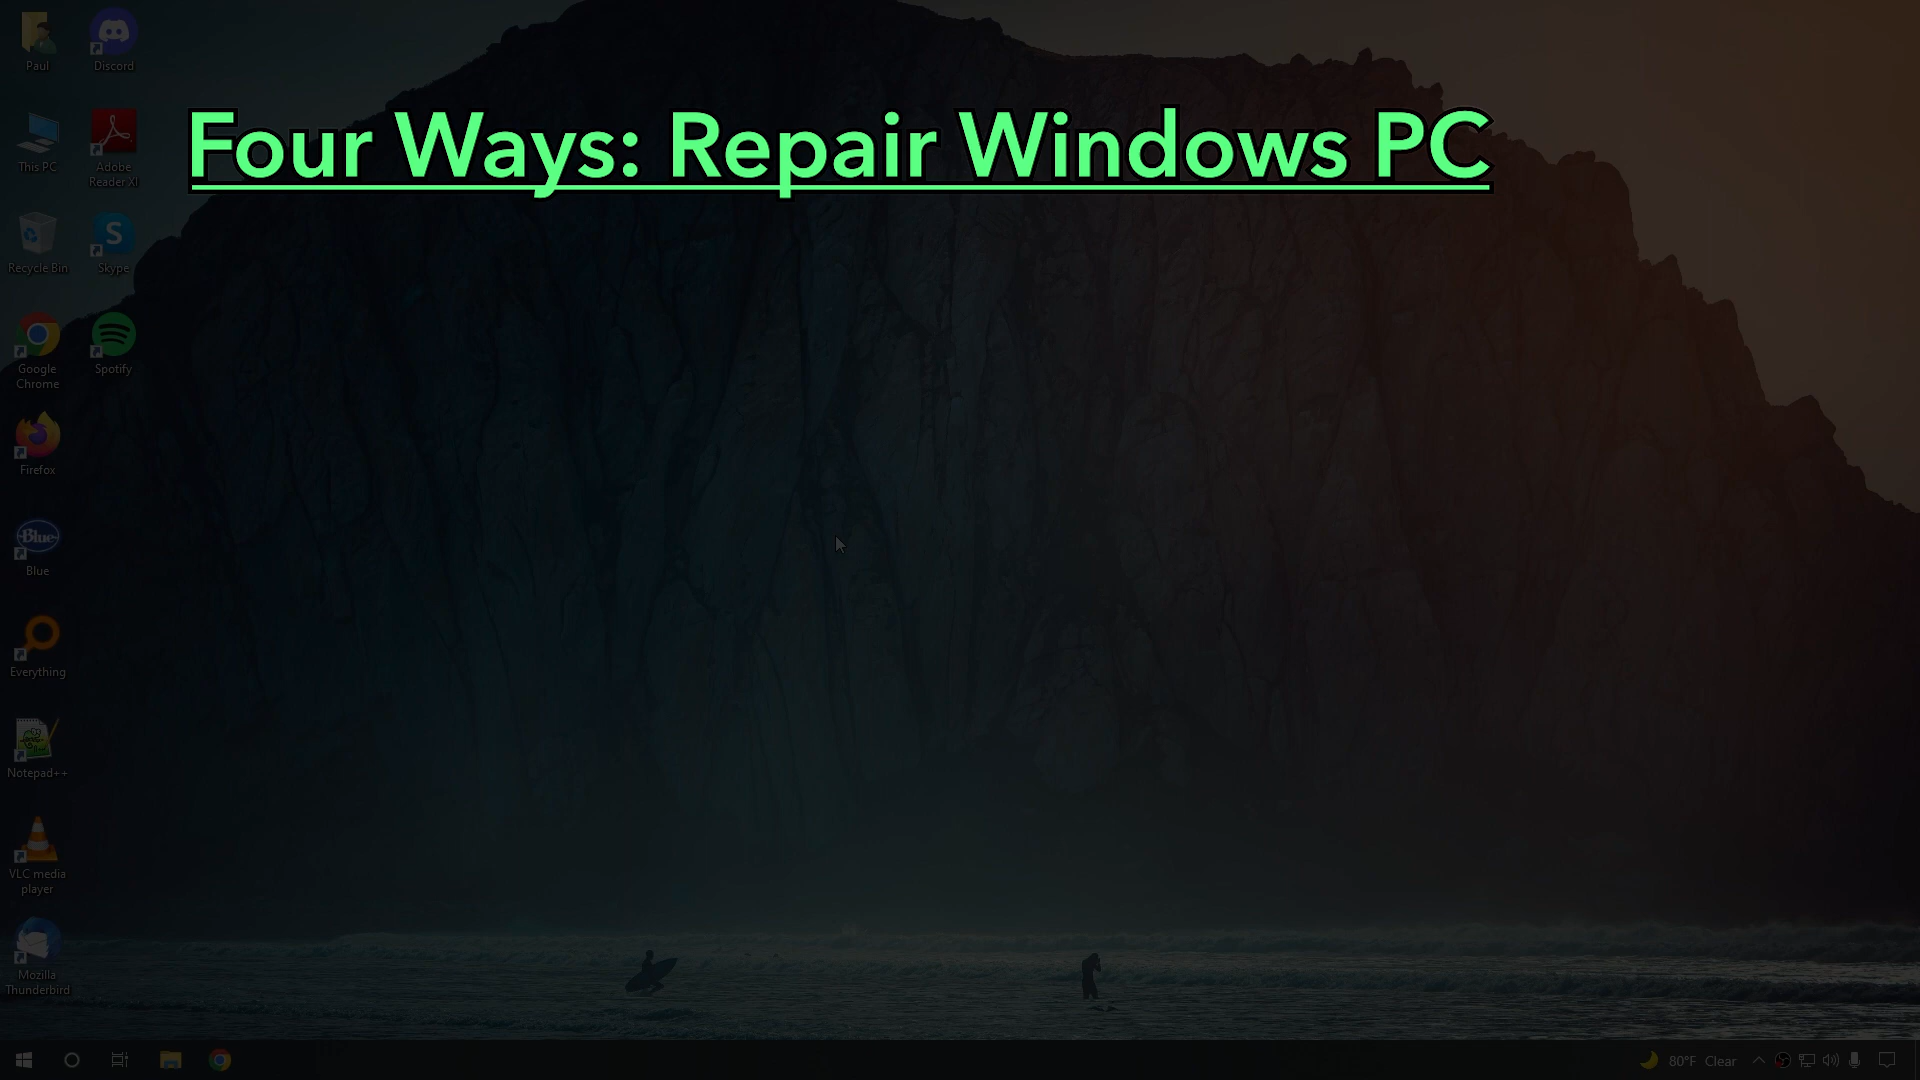 Four Ways: Repair Windows PC
Paul
Discord
This PC
Adobe
Reader XI
Recycle Bin
S
Skype
Google
Chrome
Spotify
Firefox
Blue
Blue
Everything
Notepad++
VLC media
player
Mozilla
Thunderbird
80°F Clear